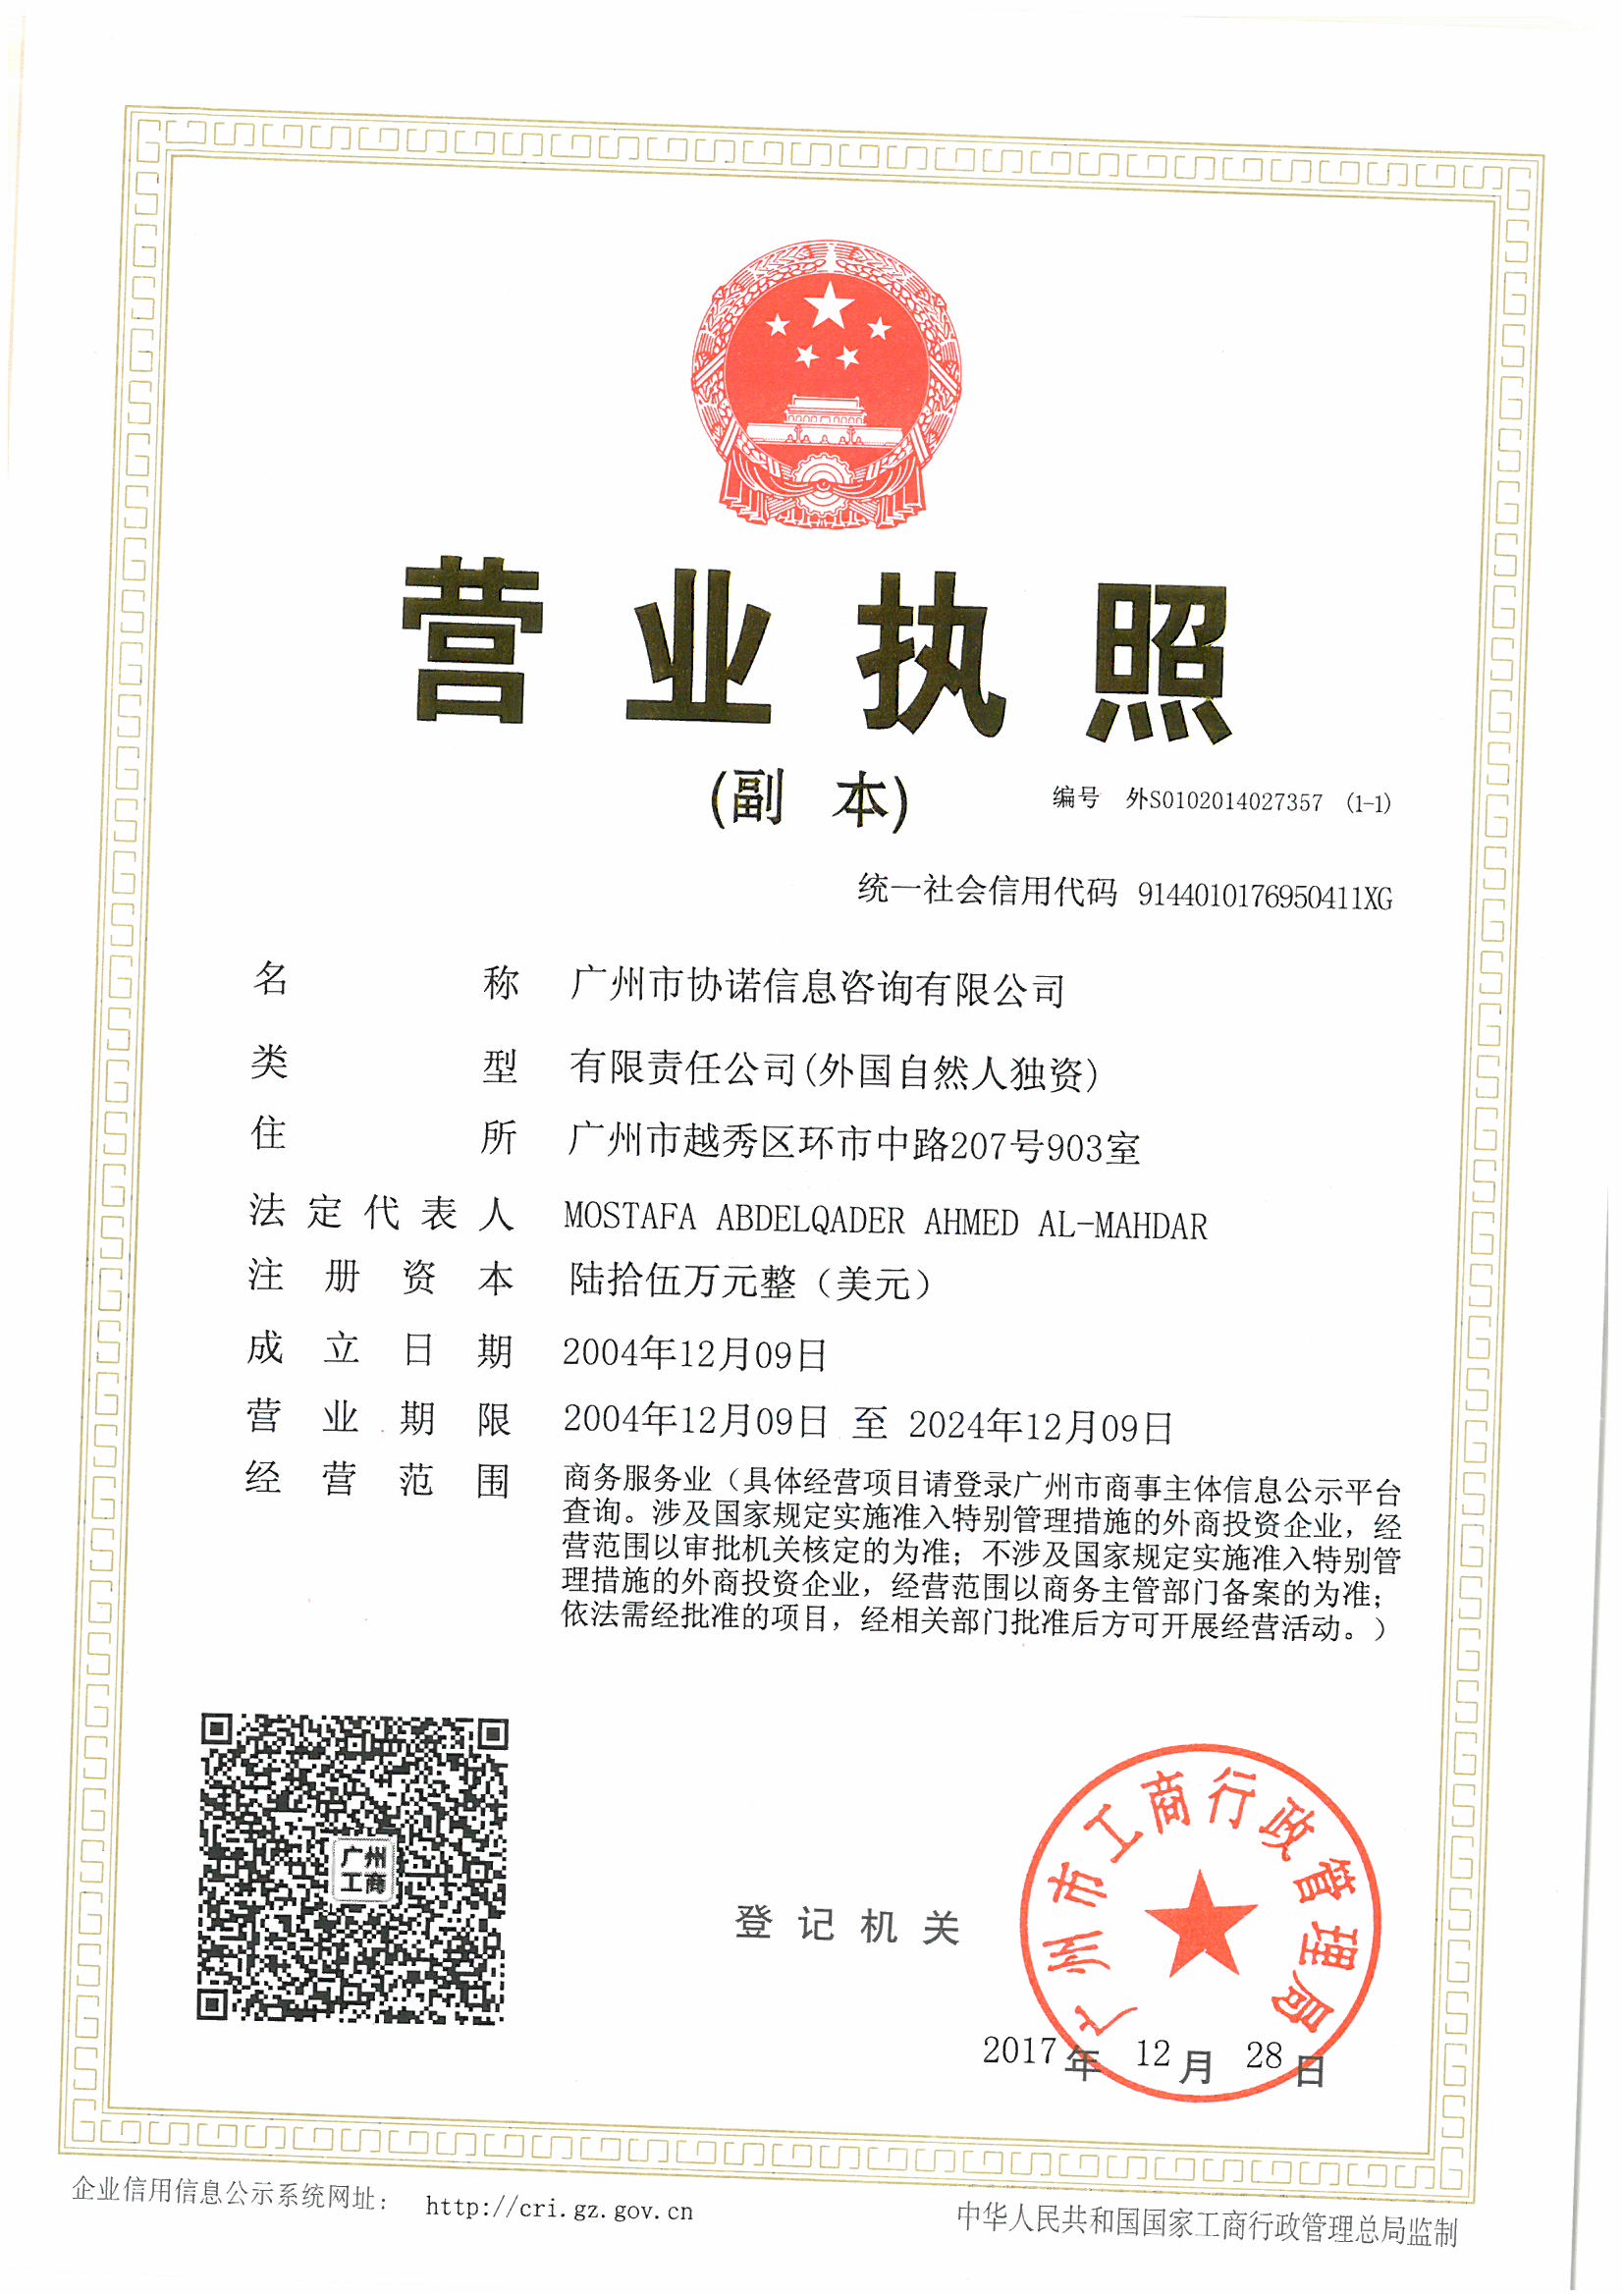 营业执照
(副 本)
编号 外S0102014027357 (1-1)
统一社会信用代码 91440101769504​11XG
名称 广州市协诺信息咨询有限公司
类型 有限责任公司(外国自然人独资)
住所 广州市越秀区环市中路207号903室
法定代表人 MOSTAFA ABDELQADER AHMED AL-MAHDAR
注册资本 陆拾伍万元整（美元）
成立日期 2004年12月09日
营业期限 2004年12月09日 至 2024年12月09日
经营范围 商务服务业（具体经营项目请登录广州市商事主体信息公示平台
查询。涉及国家规定实施准入特别管理措施的外商投资企业，经
营范围以审批机关核定的为准；不涉及国家规定实施准入特别管
理措施的外商投资企业，经营范围以商务主管部门备案的为准；
依法需经批准的项目，经相关部门批准后方可开展经营活动。）
广州
工商
登记机关
广州市工商行政管理局
2017年 12月 28日
企业信用信息公示系统网址： http://cri.gz.gov.cn
中华人民共和国国家工商行政管理总局监制